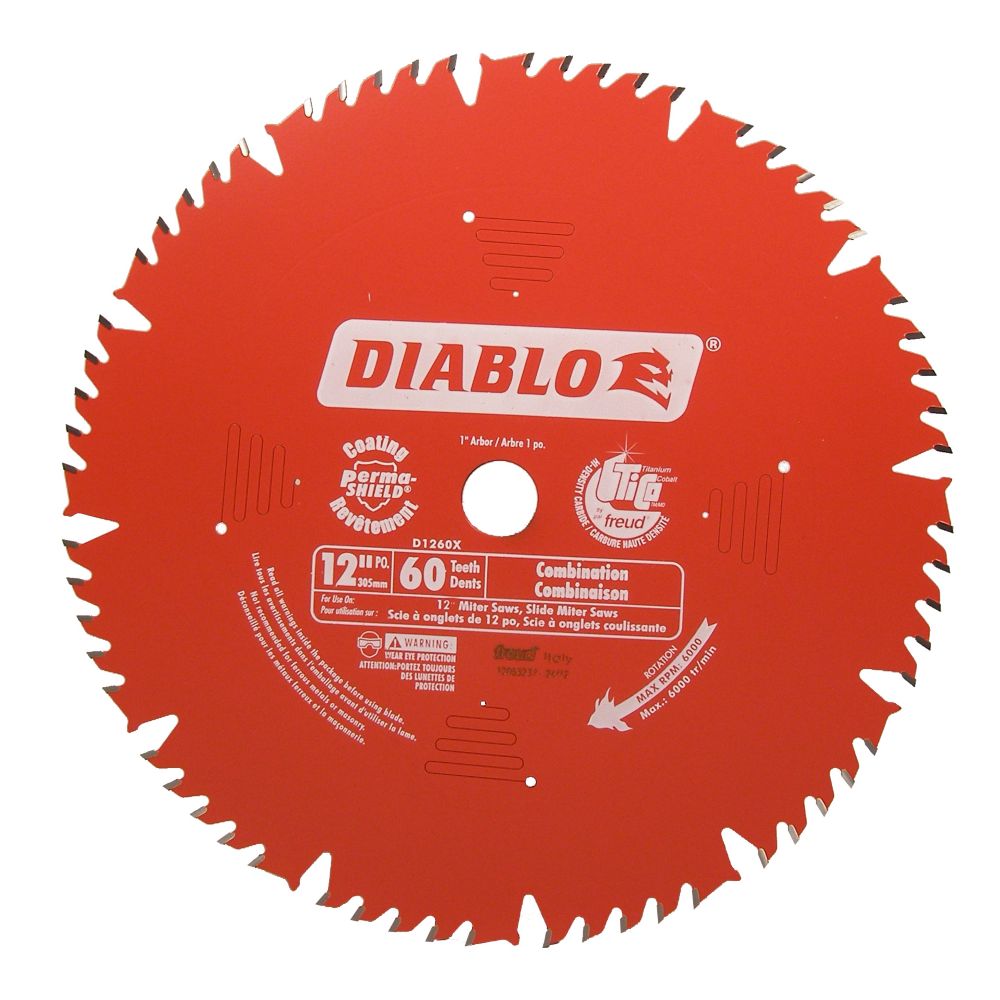 DIABLO ®
1" Arbor / Arbre 1 po.
Coating
Perma-
SHIELD®
Revêtement
TiCo
Titanium
Cobalt
by
par
freud®
HI-DENSITY CARBIDE / CARBURE HAUTE DENSITÉ
D1260X
12" PO.
305mm
60 Teeth
Dents
Combination
Combinaison
For Use On:
Pour utilisation sur :
12" Miter Saws, Slide Miter Saws
Scie à onglets de 12 po, Scie à onglets coulissante
WARNING:
WEAR EYE PROTECTION
ATTENTION:PORTEZ TOUJOURS
DES LUNETTES DE
PROTECTION
freud Italy
ROTATION
MAX RPM: 6000
Max.: 6000 tr/min
Read all warnings inside the package before using blade.
Lire tous les avertissements dans l'emballage avant d'utiliser la lame.
Not recommended for ferrous metals or masonry.
Déconseillé pour les métaux ferreux et la maçonnerie.